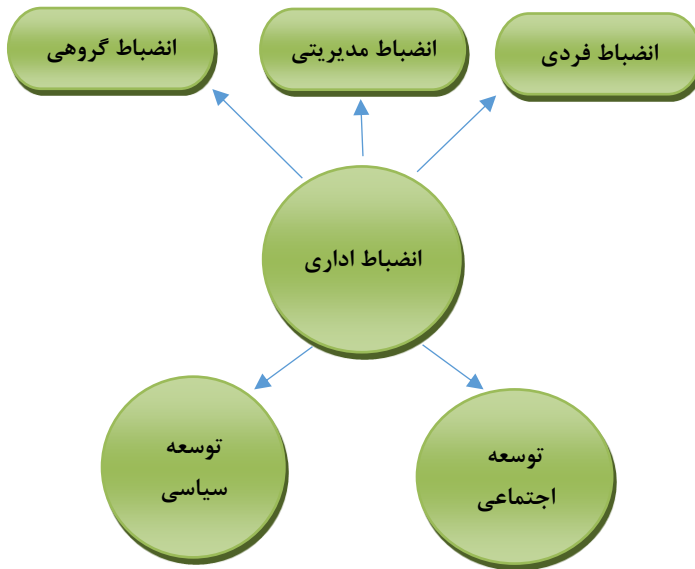 انضباط فردی
انضباط مدیریتی
انضباط گروهی
انضباط اداری
توسعه
اجتماعی
توسعه
سیاسی